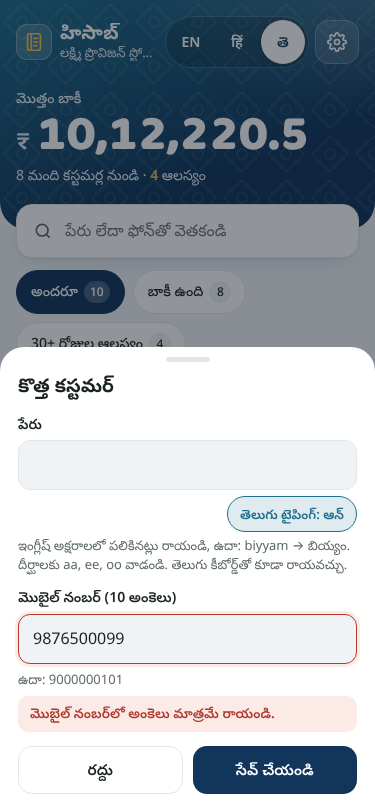 హిసాబ్
లక్ష్మి ప్రొవిజన్ స్టో...
EN హిं తె
మొత్తం బాకీ
₹ 10,12,220.5
8 మంది కస్టమర్ల నుండి · 4 ఆలస్యం
పేరు లేదా ఫోన్‌తో వెతకండి
అందరూ 10
బాకీ ఉంది 8
30+ రోజుల ఆలస్యం 4
కొత్త కస్టమర్
పేరు
తెలుగు టైపింగ్: ఆన్
ఇంగ్లీష్ అక్షరాలలో పలికినట్లు రాయండి, ఉదా: biyyam → బియ్యం.
దీర్ఘాలకు aa, ee, oo వాడండి. తెలుగు కీబోర్డ్‌తో కూడా రాయవచ్చు.
మొబైల్ నంబర్ (10 అంకెలు)
9876500099
ఉదా: 9000000101
మొబైల్ నంబర్‌లో అంకెలు మాత్రమే రాయండి.
రద్దు
సేవ్ చేయండి